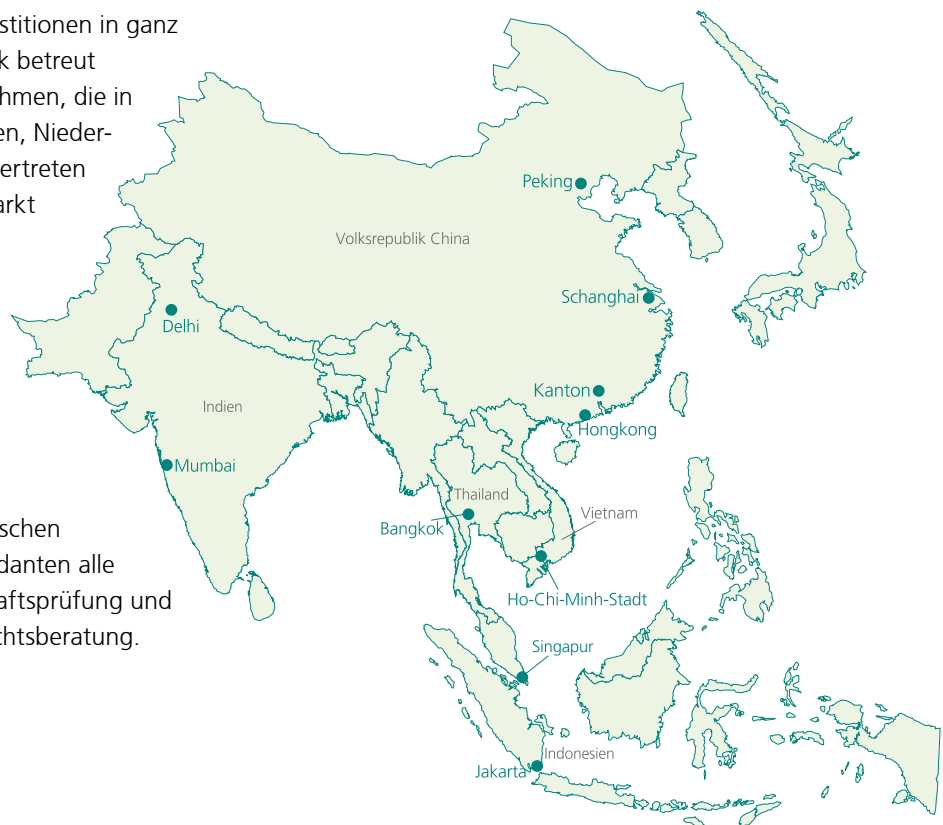 stitionen in ganz
k betreut
hmen, die in
en, Nieder-
ertreten
arkt
Peking
Volksrepublik China
Schanghai
Delhi
Kanton
Indien
Hongkong
Mumbai
Thailand
Vietnam
Bangkok
schen
danten alle
aftsprüfung und
chtsberatung.
Ho-Chi-Minh-Stadt
Singapur
Indonesien
Jakarta